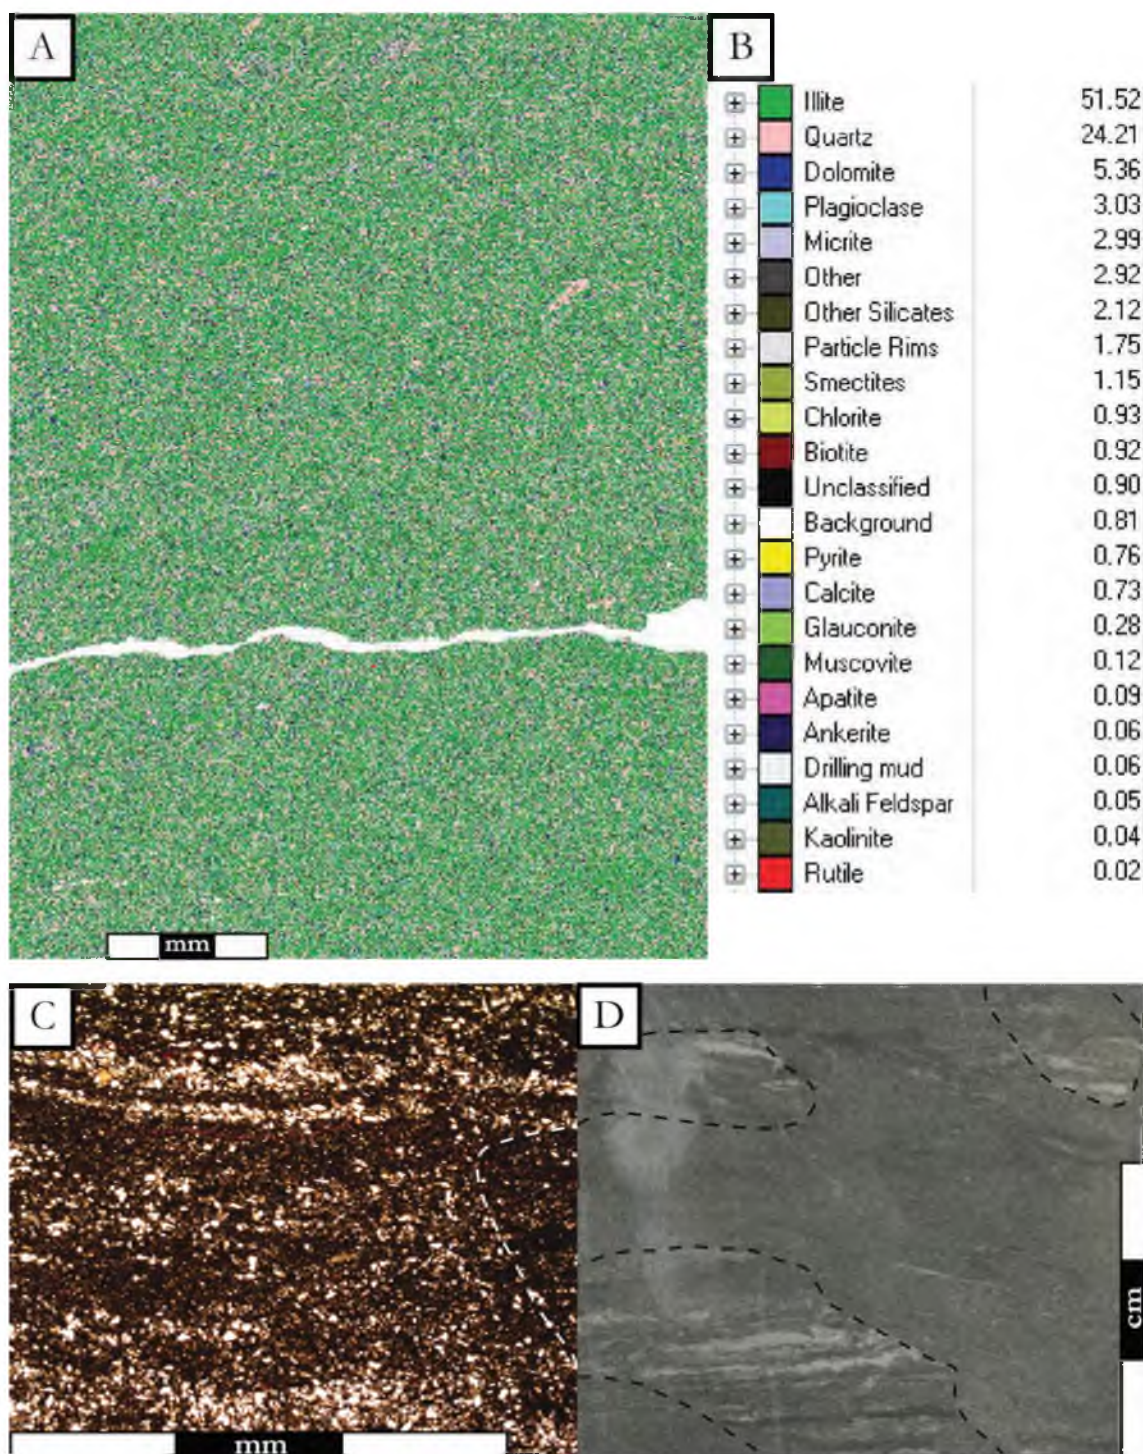 A
B
Illite 51.52
Quartz 24.21
Dolomite 5.36
Plagioclase 3.03
Micrite 2.99
Other 2.92
Other Silicates 2.12
Particle Rims 1.75
Smectites 1.15
Chlorite 0.93
Biotite 0.92
Unclassified 0.90
Background 0.81
Pyrite 0.76
Calcite 0.73
Glauconite 0.28
Muscovite 0.12
Apatite 0.09
Ankerite 0.06
Drilling mud 0.06
Alkali Feldspar 0.05
Kaolinite 0.04
Rutile 0.02
mm
C
D
cm
mm